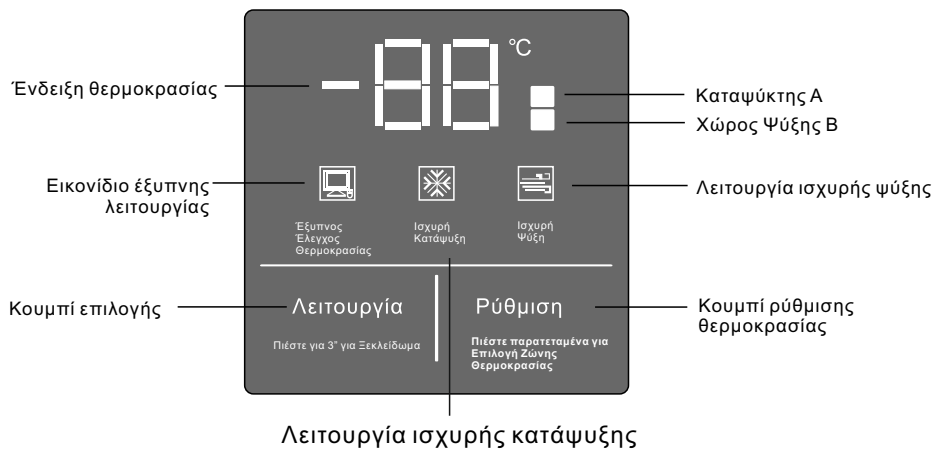 -88 °C
Ένδειξη θερμοκρασίας
Καταψύκτης Α
Χώρος Ψύξης Β
Εικονίδιο έξυπνης
λειτουργίας
Λειτουργία ισχυρής ψύξης
Έξυπνος
Έλεγχος
Θερμοκρασίας
Ισχυρή
Κατάψυξη
Ισχυρή
Ψύξη
Κουμπί επιλογής
Λειτουργία
Πιέστε για 3” για Ξεκλείδωμα
Ρύθμιση
Πιέστε παρατεταμένα για
Επιλογή Ζώνης
Θερμοκρασίας
Κουμπί ρύθμισης
θερμοκρασίας
Λειτουργία ισχυρής κατάψυξης